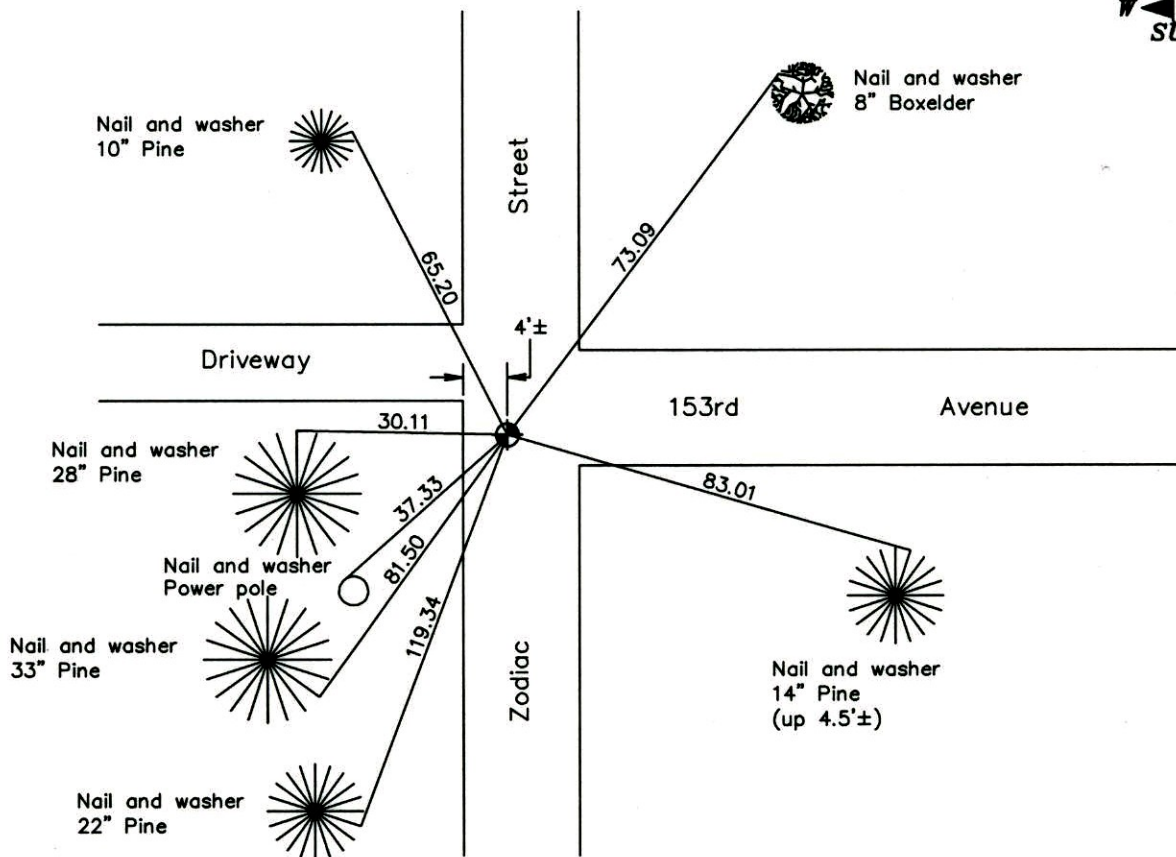 W
Nail and washer
8" Boxelder
Nail and washer
10" Pine
Street
73.09
65.20
4'±
Driveway
153rd Avenue
30.11
Nail and washer
28" Pine
83.01
37.33
Nail and washer
Power pole
81.50
119.34
Nail and washer
33" Pine
Zodiac
Nail and washer
14" Pine
(up 4.5'±)
Nail and washer
22" Pine